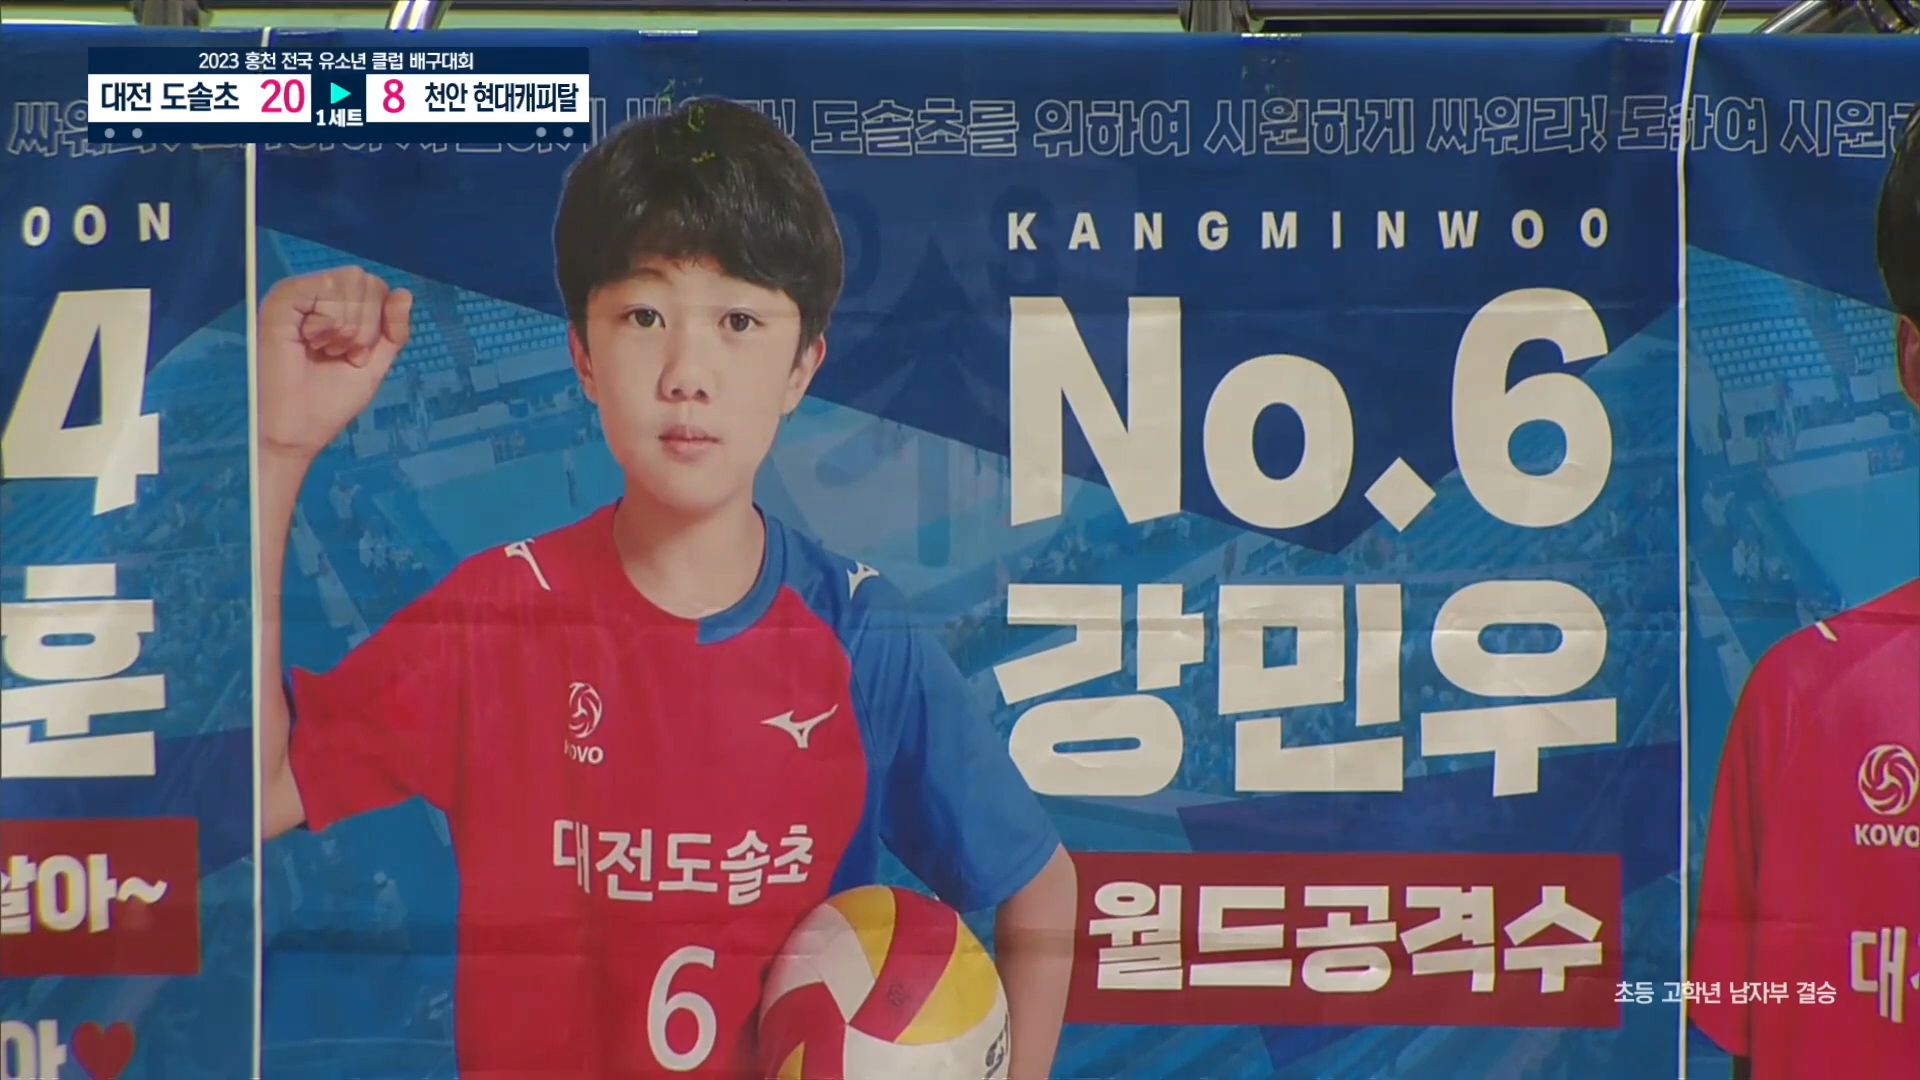 2023 홍천 전국 유소년 클럽 배구대회
대전 도솔초 20 1세트 8 천안 현대캐피탈
도솔초를 위하여 시원하게 싸워라!
OON
4
훈
KANGMINWOO
No.6
강민우
월드공격수
KOVO
대전도솔초
6
KOVO
초등 고학년 남자부 결승